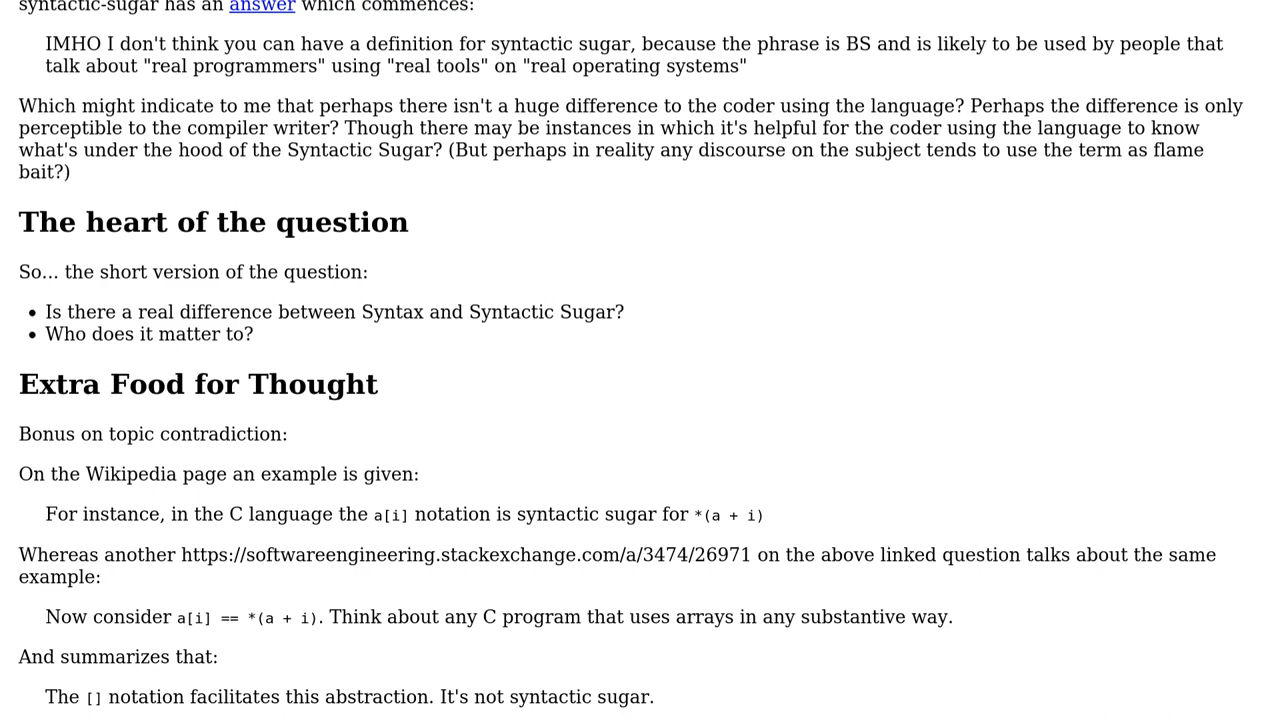 syntactic-sugar has an answer which commences:
IMHO I don't think you can have a definition for syntactic sugar, because the phrase is BS and is likely to be used by people that
talk about "real programmers" using "real tools" on "real operating systems"
Which might indicate to me that perhaps there isn't a huge difference to the coder using the language? Perhaps the difference is only
perceptible to the compiler writer? Though there may be instances in which it's helpful for the coder using the language to know
what's under the hood of the Syntactic Sugar? (But perhaps in reality any discourse on the subject tends to use the term as flame
bait?)
The heart of the question
So... the short version of the question:
• Is there a real difference between Syntax and Syntactic Sugar?
• Who does it matter to?
Extra Food for Thought
Bonus on topic contradiction:
On the Wikipedia page an example is given:
For instance, in the C language the a[i] notation is syntactic sugar for *(a + i)
Whereas another https://softwareengineering.stackexchange.com/a/3474/26971 on the above linked question talks about the same
example:
Now consider a[i] == *(a + i). Think about any C program that uses arrays in any substantive way.
And summarizes that:
The [] notation facilitates this abstraction. It's not syntactic sugar.